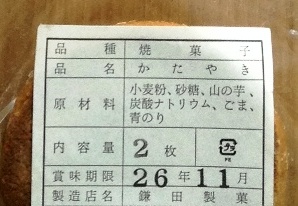 品種 焼菓子
品名 かたやき
原材料 小麦粉、砂糖、山の芋、
炭酸ナトリウム、ごま、
青のり
内容量 2枚 プラ
PE
賞味期限 26年11月
製造店名 鎌田製菓